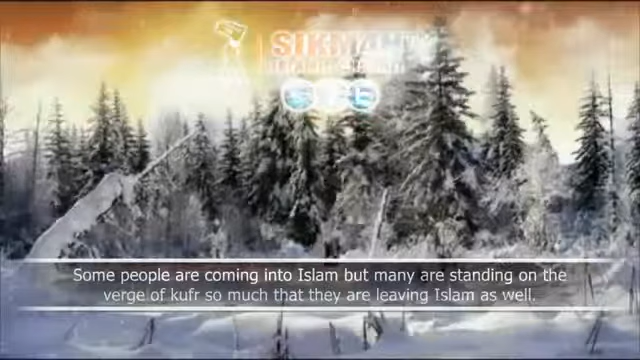 Some people are coming into Islam but many are standing on the
verge of kufr so much that they are leaving Islam as well.